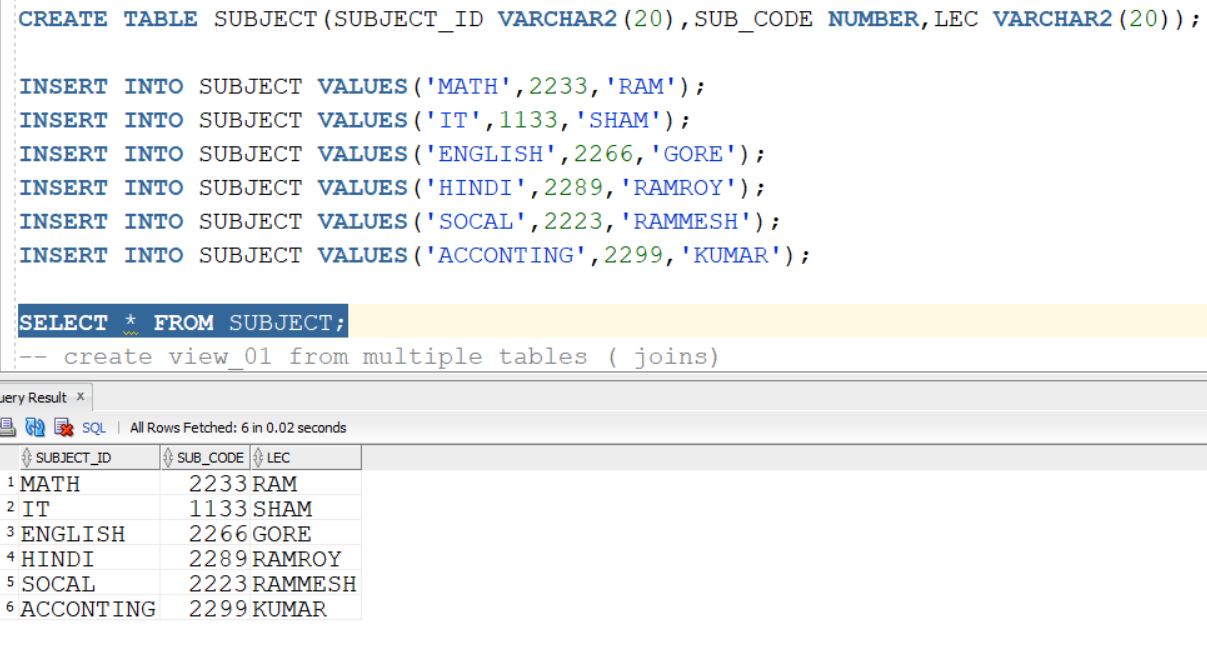 CREATE TABLE SUBJECT(SUBJECT_ID VARCHAR2(20),SUB_CODE NUMBER,LEC VARCHAR2(20));
INSERT INTO SUBJECT VALUES('MATH',2233,'RAM');
INSERT INTO SUBJECT VALUES('IT',1133,'SHAM');
INSERT INTO SUBJECT VALUES('ENGLISH',2266,'GORE');
INSERT INTO SUBJECT VALUES('HINDI',2289,'RAMROY');
INSERT INTO SUBJECT VALUES('SOCAL',2223,'RAMMESH');
INSERT INTO SUBJECT VALUES('ACCONTING',2299,'KUMAR');
SELECT * FROM SUBJECT;
-- create view_01 from multiple tables ( joins)
uery Result x
SQL | All Rows Fetched: 6 in 0.02 seconds
SUBJECT_ID SUB_CODE LEC
1 MATH 2233 RAM
2 IT 1133 SHAM
3 ENGLISH 2266 GORE
4 HINDI 2289 RAMROY
5 SOCAL 2223 RAMMESH
6 ACCONTING 2299 KUMAR